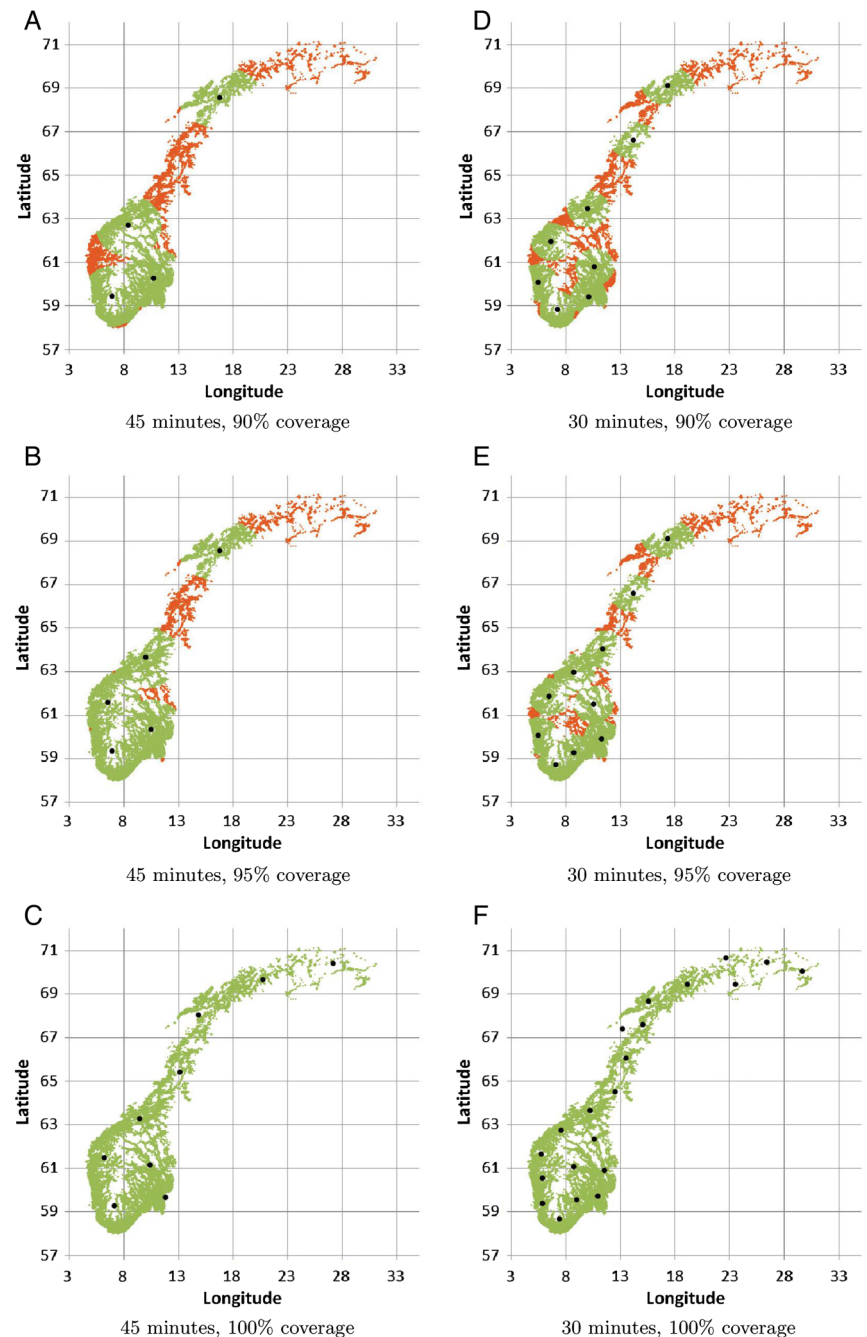 A
71
69
67
65
63
61
59
57
Latitude
3 8 13 18 23 28 33
Longitude
45 minutes, 90% coverage
D
71
69
67
65
63
61
59
57
Latitude
3 8 13 18 23 28 33
Longitude
30 minutes, 90% coverage
B
71
69
67
65
63
61
59
57
Latitude
3 8 13 18 23 28 33
Longitude
45 minutes, 95% coverage
E
71
69
67
65
63
61
59
57
Latitude
3 8 13 18 23 28 33
Longitude
30 minutes, 95% coverage
C
71
69
67
65
63
61
59
57
Latitude
3 8 13 18 23 28 33
Longitude
45 minutes, 100% coverage
F
71
69
67
65
63
61
59
57
Latitude
3 8 13 18 23 28 33
Longitude
30 minutes, 100% coverage